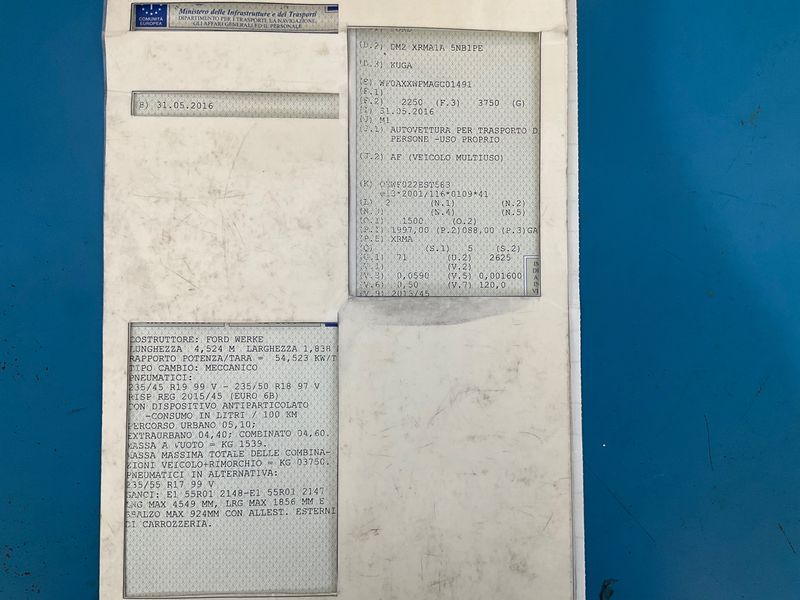 COMUNITÀ
EUROPEA
Ministero delle Infrastrutture e dei Trasporti
DIPARTIMENTO PER I TRASPORTI, LA NAVIGAZIONE,
GLI AFFARI GENERALI ED IL PERSONALE
(B) 31.05.2016
COSTRUTTORE: FORD WERKE
LUNGHEZZA 4,524 M LARGHEZZA 1,838
RAPPORTO POTENZA/TARA = 54,523 KW/T
TIPO CAMBIO: MECCANICO
PNEUMATICI:
235/45 R19 99 V - 235/50 R18 97 V
RISP REG 2015/45 (EURO 6B)
CON DISPOSITIVO ANTIPARTICOLATO
-CONSUMO IN LITRI / 100 KM
PERCORSO URBANO 05,10;
EXTRAURBANO 04,40; COMBINATO 04,60.
MASSA A VUOTO = KG 1539.
MASSA MASSIMA TOTALE DELLE COMBINA-
ZIONI VEICOLO+RIMORCHIO = KG 03750.
PNEUMATICI IN ALTERNATIVA:
235/55 R17 99 V
GANCI: E1 55R01 2148-E1 55R01 2147
LNG MAX 4549 MM, LRG MAX 1856 MM E
SBALZO MAX 924MM CON ALLEST. ESTERNI
DI CARROZZERIA.
(D.2) DM2 XRMA1A 5NB1PE
(D.3) KUGA
(E) WF0AXXWPMAGC01491
(F.1)
(F.2) 2250 (F.3) 3750 (G)
(I) 31.05.2016
(J) M1
(J.1) AUTOVETTURA PER TRASPORTO D
PERSONE -USO PROPRIO
(J.2) AF (VEICOLO MULTIUSO)
(K)
e13*2001/116*0109*41
(L) 2 (N.1) (N.2)
(N.3) (N.4) (N.5)
(O.1) 1500 (O.2)
(P.1) 1997,00 (P.2)088,00 (P.3)GA
(P.5) XRMA
(Q) (S.1) 5 (S.2)
(U.1) 71 (U.2) 2625
(V.1) (V.2)
(V.3) 0,0590 (V.5) 0,001600
(V.6) 0,50 (V.7) 120,0
(V.9) 2015/45